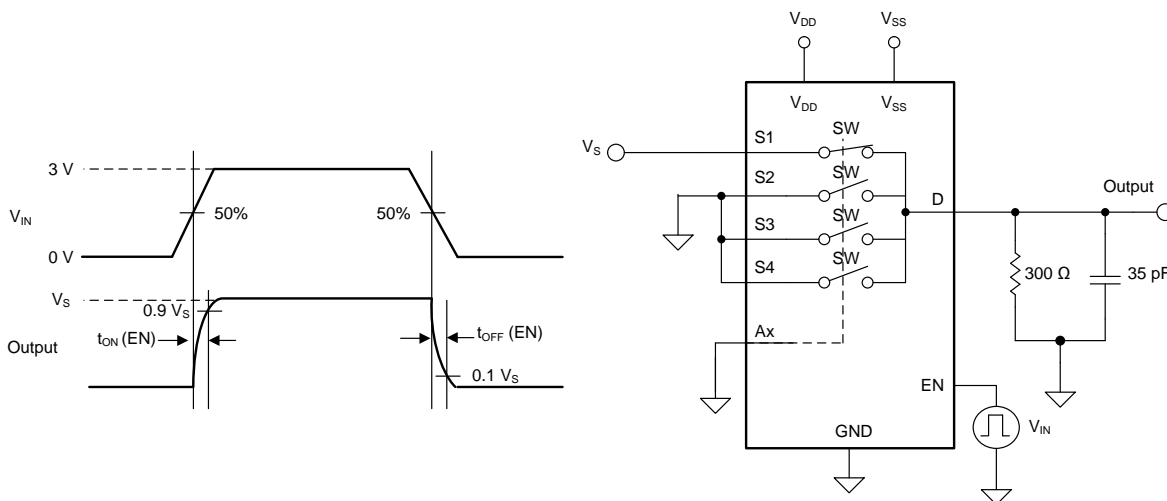 3 V
V_IN
50%
50%
0 V
V_S
0.9 V_S
t_ON (EN)
t_OFF (EN)
Output
0.1 V_S
V_DD
V_SS
V_DD
V_SS
V_S
S1
SW
S2
SW
S3
SW
S4
SW
D
Output
300 Ω
35 pF
Ax
EN
V_IN
GND